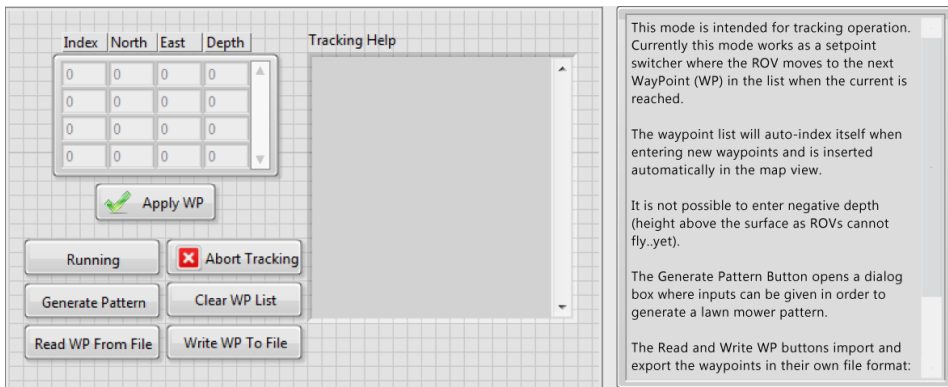 Index North East Depth
0 0 0 0
0 0 0 0
0 0 0 0
0 0 0 0
Apply WP
Running
Abort Tracking
Generate Pattern
Clear WP List
Read WP From File
Write WP To File
Tracking Help
This mode is intended for tracking operation.
Currently this mode works as a setpoint
switcher where the ROV moves to the next
WayPoint (WP) in the list when the current is
reached.
The waypoint list will auto-index itself when
entering new waypoints and is inserted
automatically in the map view.
It is not possible to enter negative depth
(height above the surface as ROVs cannot
fly..yet).
The Generate Pattern Button opens a dialog
box where inputs can be given in order to
generate a lawn mower pattern.
The Read and Write WP buttons import and
export the waypoints in their own file format: